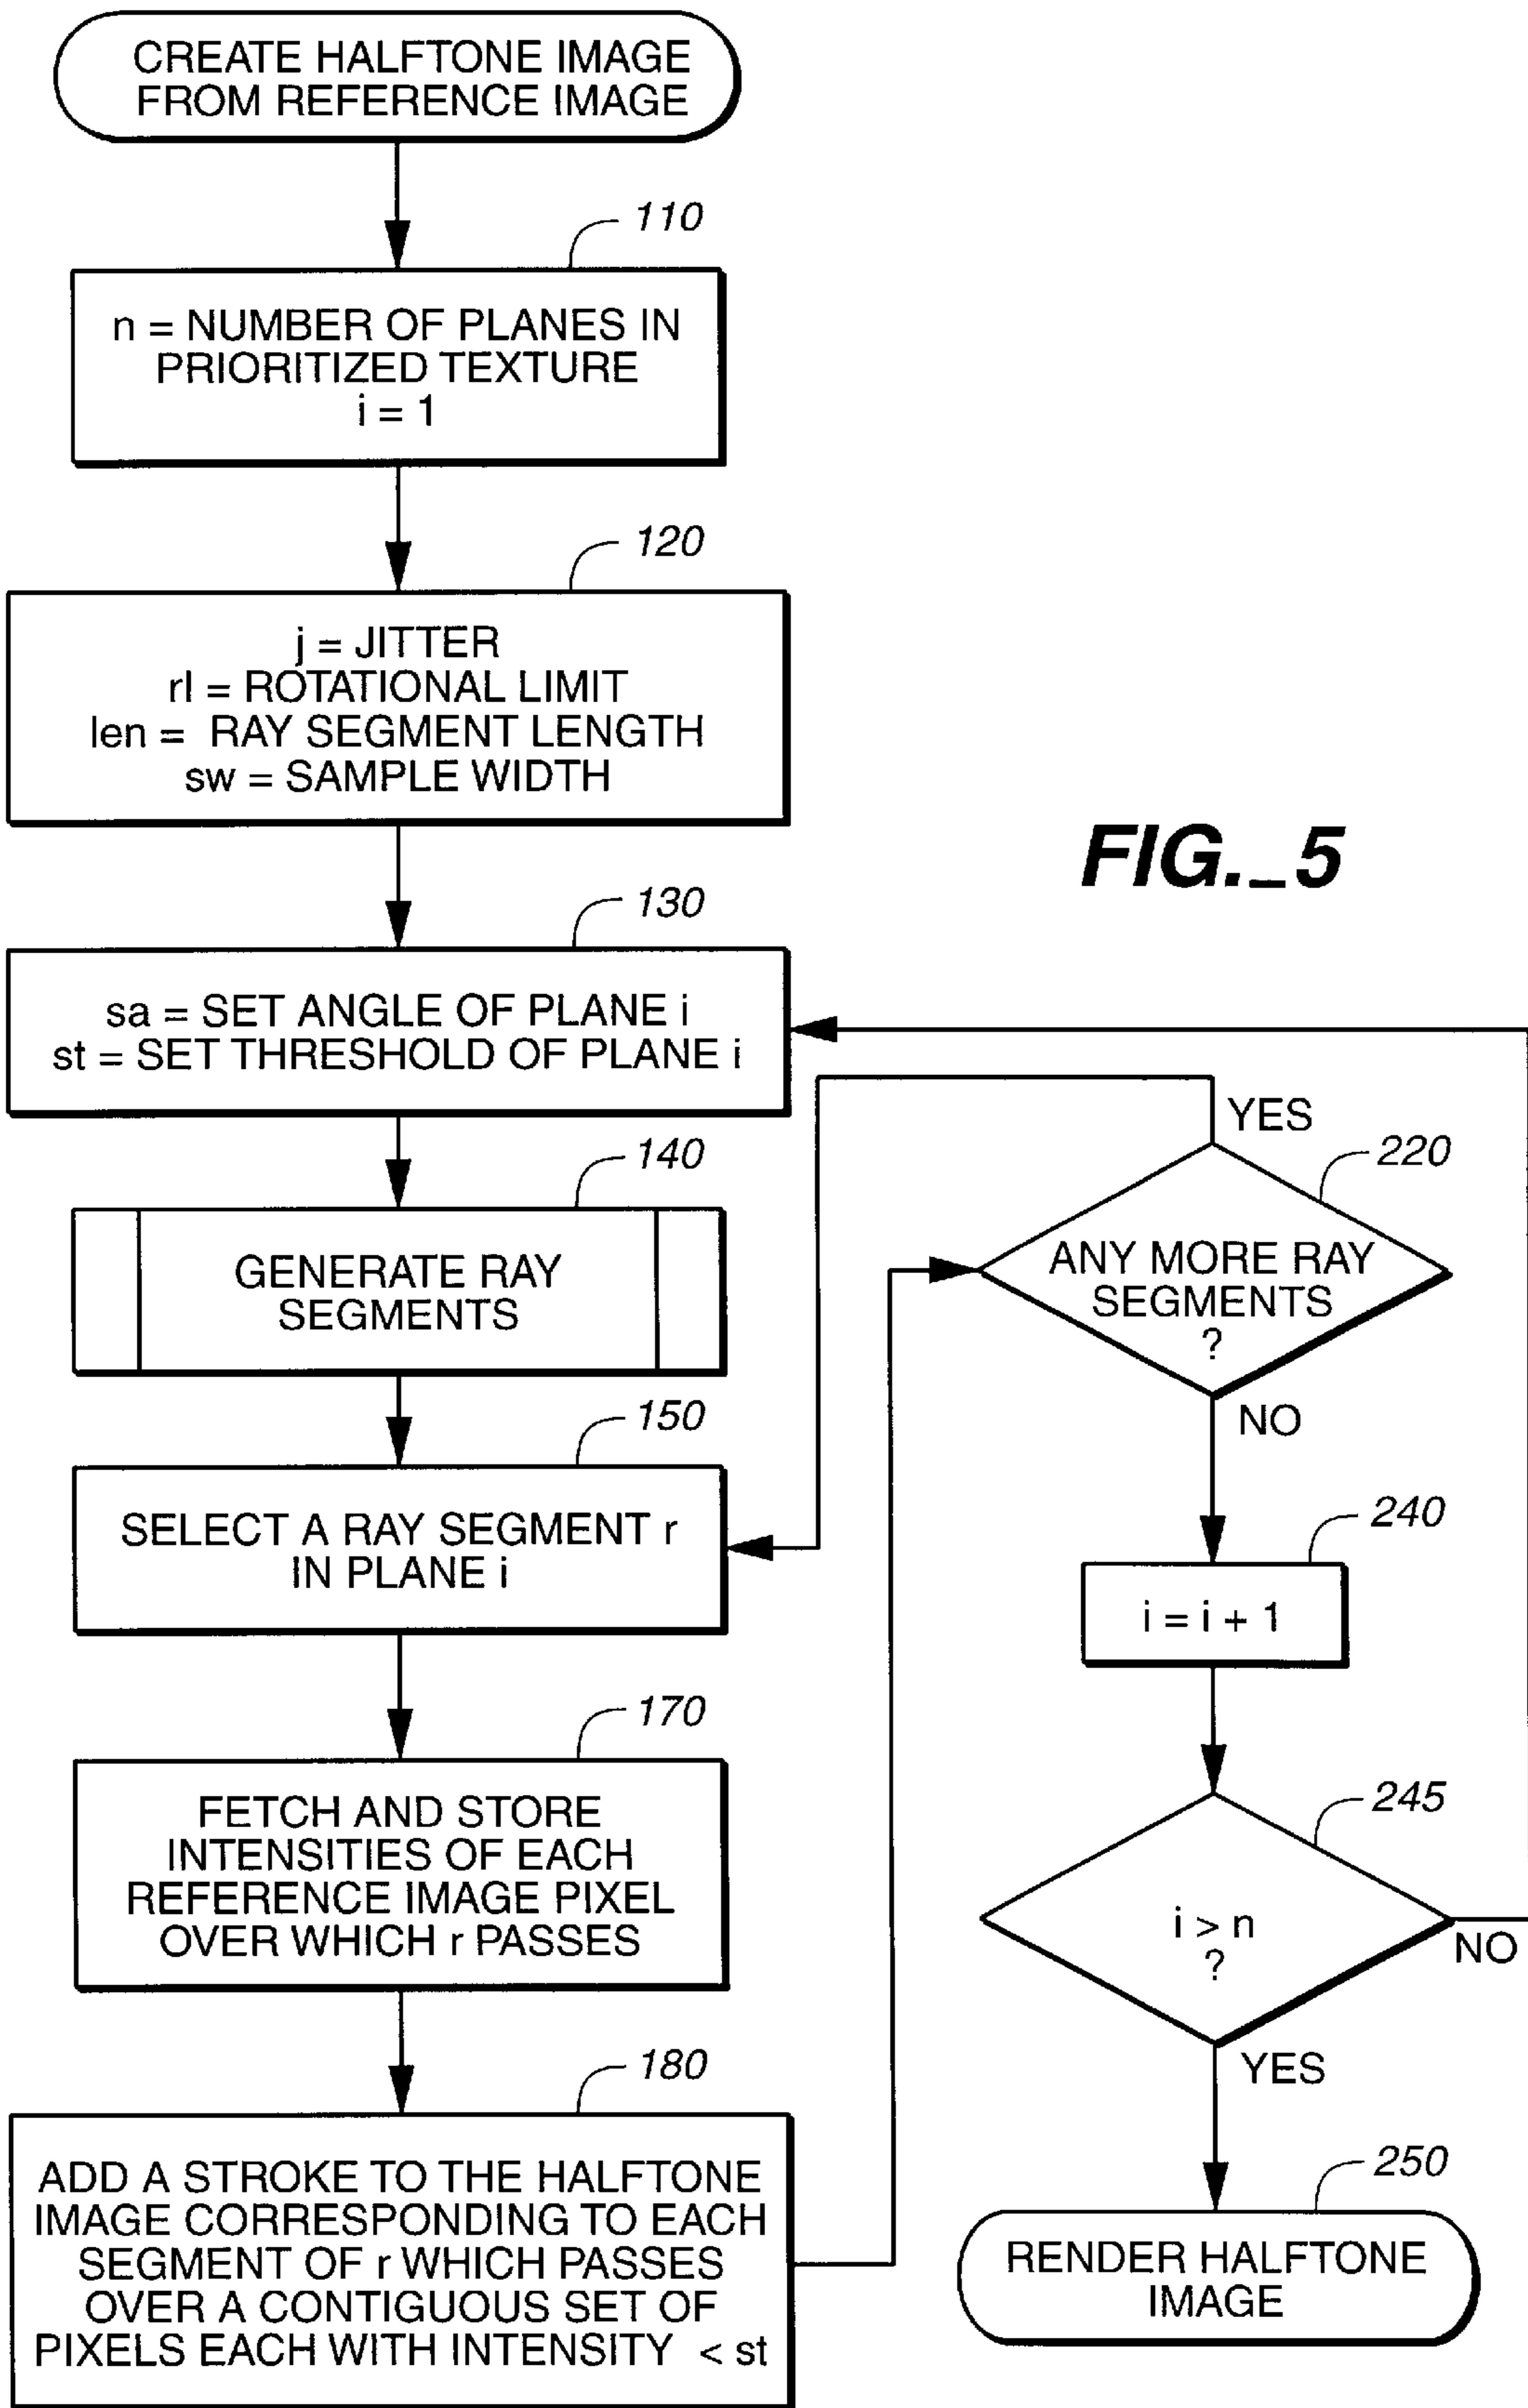 CREATE HALFTONE IMAGE
FROM REFERENCE IMAGE
110
n = NUMBER OF PLANES IN
PRIORITIZED TEXTURE
i = 1
120
j = JITTER
rl = ROTATIONAL LIMIT
len = RAY SEGMENT LENGTH
sw = SAMPLE WIDTH
FIG._5
130
sa = SET ANGLE OF PLANE i
st = SET THRESHOLD OF PLANE i
140
GENERATE RAY
SEGMENTS
150
SELECT A RAY SEGMENT r
IN PLANE i
170
FETCH AND STORE
INTENSITIES OF EACH
REFERENCE IMAGE PIXEL
OVER WHICH r PASSES
180
ADD A STROKE TO THE HALFTONE
IMAGE CORRESPONDING TO EACH
SEGMENT OF r WHICH PASSES
OVER A CONTIGUOUS SET OF
PIXELS EACH WITH INTENSITY < st
YES
220
ANY MORE RAY
SEGMENTS
?
NO
240
i = i + 1
245
i > n
?
NO
YES
250
RENDER HALFTONE
IMAGE